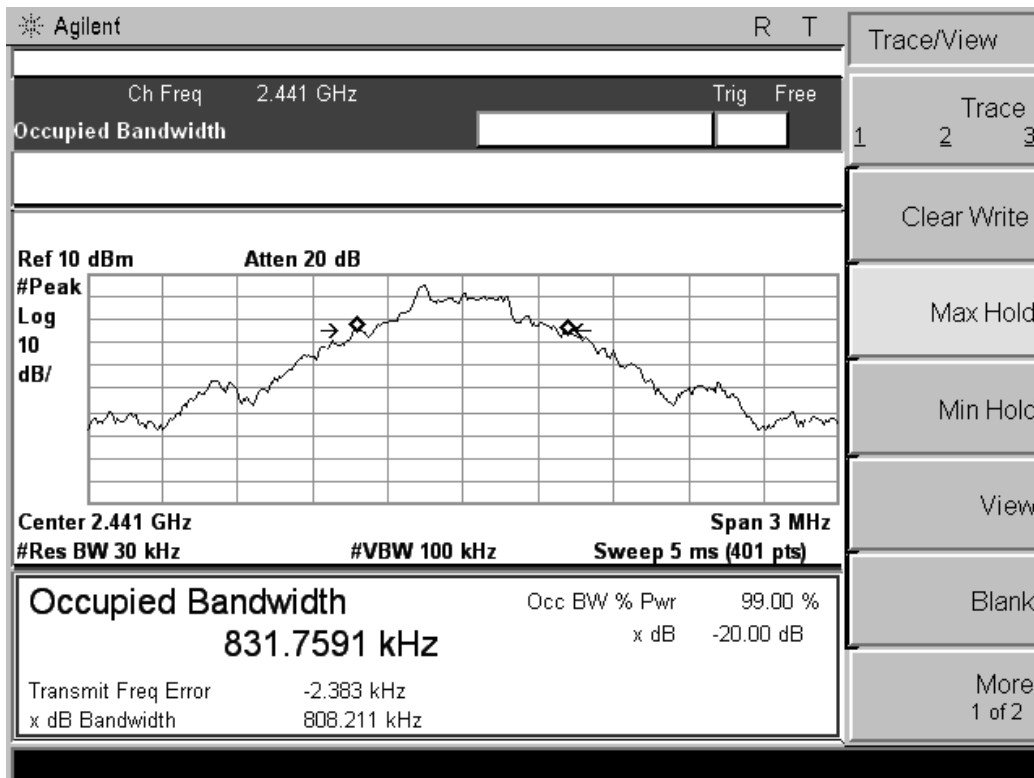 Agilent R T
Ch Freq 2.441 GHz Trig Free
Occupied Bandwidth
Ref 10 dBm Atten 20 dB
#Peak
Log
10
dB/
Center 2.441 GHz Span 3 MHz
#Res BW 30 kHz #VBW 100 kHz Sweep 5 ms (401 pts)
Occupied Bandwidth
831.7591 kHz
Occ BW % Pwr 99.00 %
x dB -20.00 dB
Transmit Freq Error -2.383 kHz
x dB Bandwidth 808.211 kHz
Trace/View
Trace
1 2 3
Clear Write
Max Hold
Min Hold
View
Blank
More
1 of 2